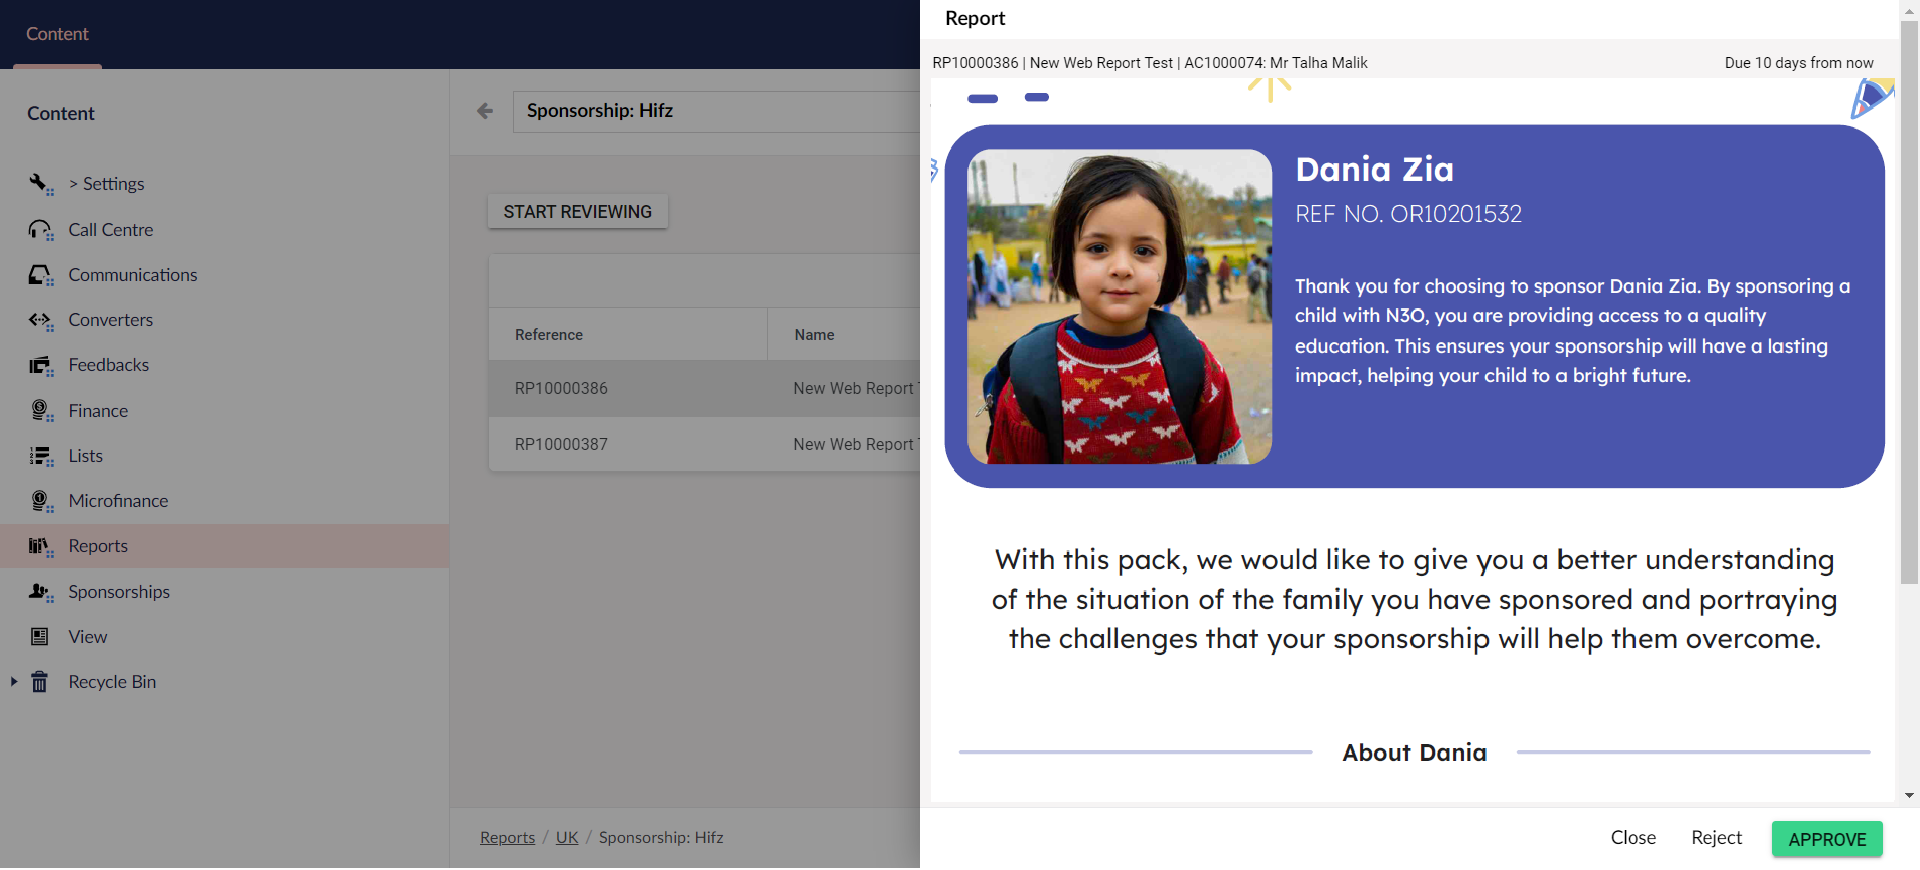 Content
Content
> Settings
Call Centre
Communications
Converters
Feedbacks
Finance
Lists
Microfinance
Reports
Sponsorships
View
Recycle Bin
Sponsorship: Hifz
START REVIEWING
Reference Name
RP10000386 New Web Report
RP10000387 New Web Report
Reports / UK / Sponsorship: Hifz
Report
RP10000386 | New Web Report Test | AC1000074: Mr Talha Malik Due 10 days from now
Dania Zia
REF NO. OR10201532
Thank you for choosing to sponsor Dania Zia. By sponsoring a
child with N3O, you are providing access to a quality
education. This ensures your sponsorship will have a lasting
impact, helping your child to a bright future.
With this pack, we would like to give you a better understanding
of the situation of the family you have sponsored and portraying
the challenges that your sponsorship will help them overcome.
About Dania
Close Reject APPROVE